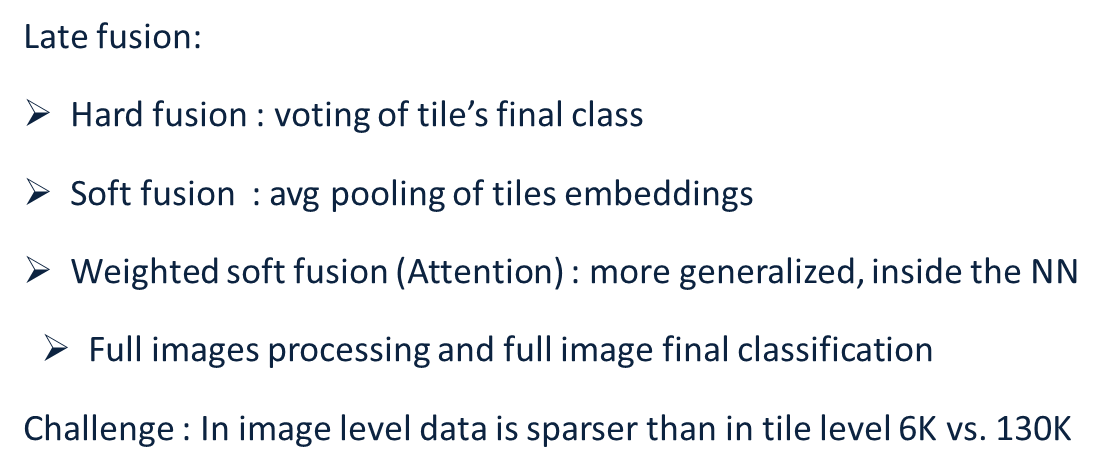 Late fusion:
➢ Hard fusion : voting of tile's final class
➢ Soft fusion : avg pooling of tiles embeddings
➢ Weighted soft fusion (Attention) : more generalized, inside the NN
➢ Full images processing and full image final classification
Challenge : In image level data is sparser than in tile level 6K vs. 130K